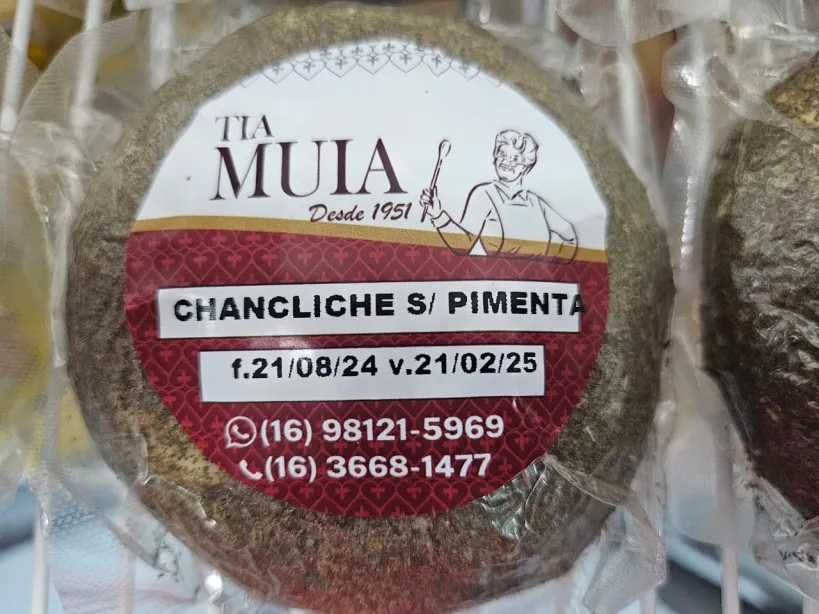 TIA
MUIA
Desde 1951
CHANCLICHE S/ PIMENTA
f.21/08/24 v.21/02/25
(16) 98121-5969
(16) 3668-1477